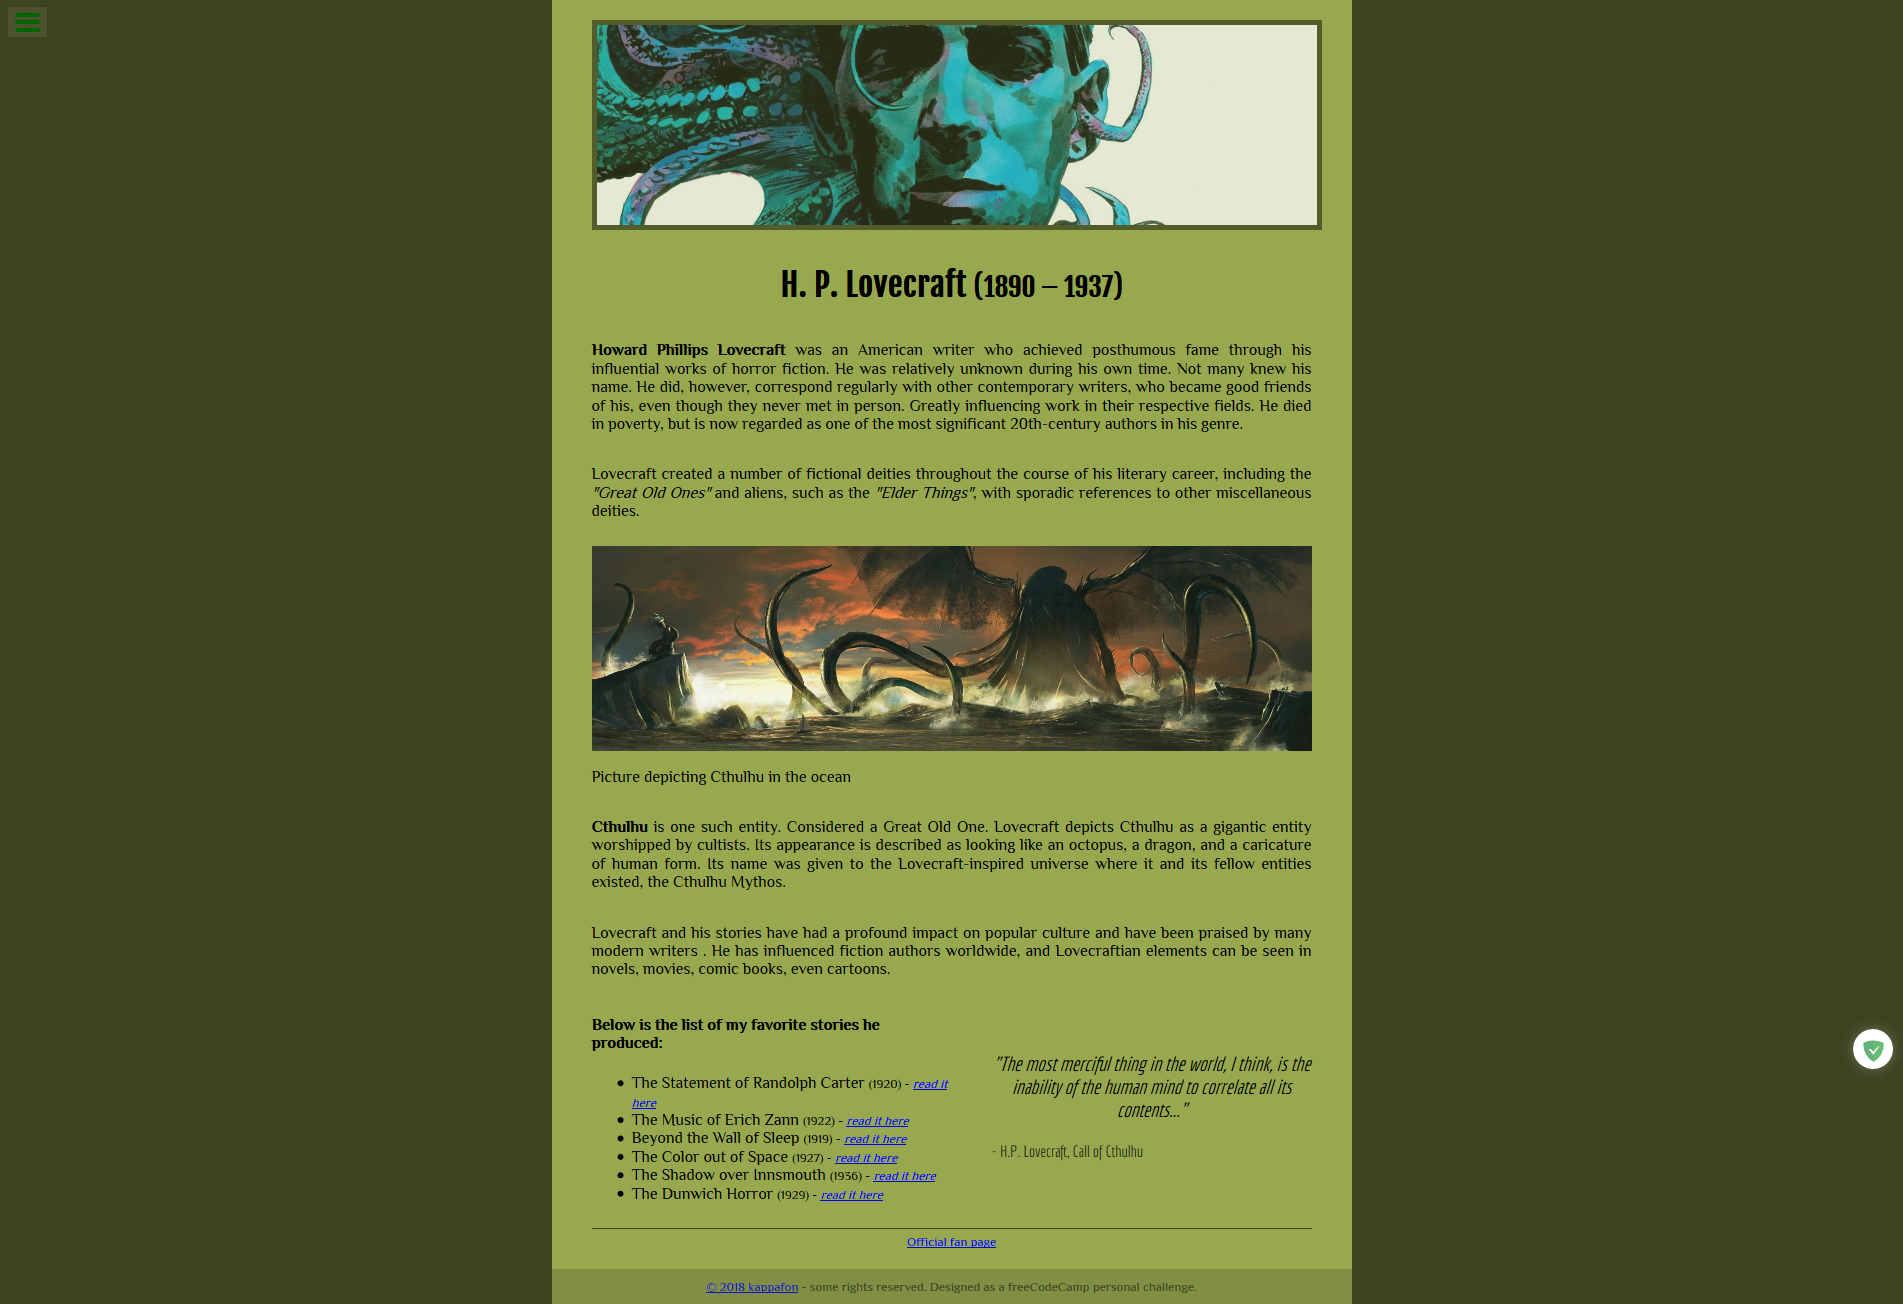 H. P. Lovecraft (1890 – 1937)
Howard Phillips Lovecraft was an American writer who achieved posthumous fame through his
influential works of horror fiction. He was relatively unknown during his own time. Not many knew his
name. He did, however, correspond regularly with other contemporary writers, who became good friends
of his, even though they never met in person. Greatly influencing work in their respective fields. He died
in poverty, but is now regarded as one of the most significant 20th-century authors in his genre.
Lovecraft created a number of fictional deities throughout the course of his literary career, including the
"Great Old Ones" and aliens, such as the "Elder Things", with sporadic references to other miscellaneous
deities.
Picture depicting Cthulhu in the ocean
Cthulhu is one such entity. Considered a Great Old One. Lovecraft depicts Cthulhu as a gigantic entity
worshipped by cultists. Its appearance is described as looking like an octopus, a dragon, and a caricature
of human form. Its name was given to the Lovecraft-inspired universe where it and its fellow entities
existed, the Cthulhu Mythos.
Lovecraft and his stories have had a profound impact on popular culture and have been praised by many
modern writers . He has influenced fiction authors worldwide, and Lovecraftian elements can be seen in
novels, movies, comic books, even cartoons.
Below is the list of my favorite stories he
produced:
The Statement of Randolph Carter (1920) - read it
here
The Music of Erich Zann (1922) - read it here
Beyond the Wall of Sleep (1919) - read it here
The Color out of Space (1927) - read it here
The Shadow over Innsmouth (1936) - read it here
The Dunwich Horror (1929) - read it here
"The most merciful thing in the world, I think, is the
inability of the human mind to correlate all its
contents..."
- H.P. Lovecraft, Call of Cthulhu
Official fan page
© 2018 kappafon - some rights reserved. Designed as a freeCodeCamp personal challenge.